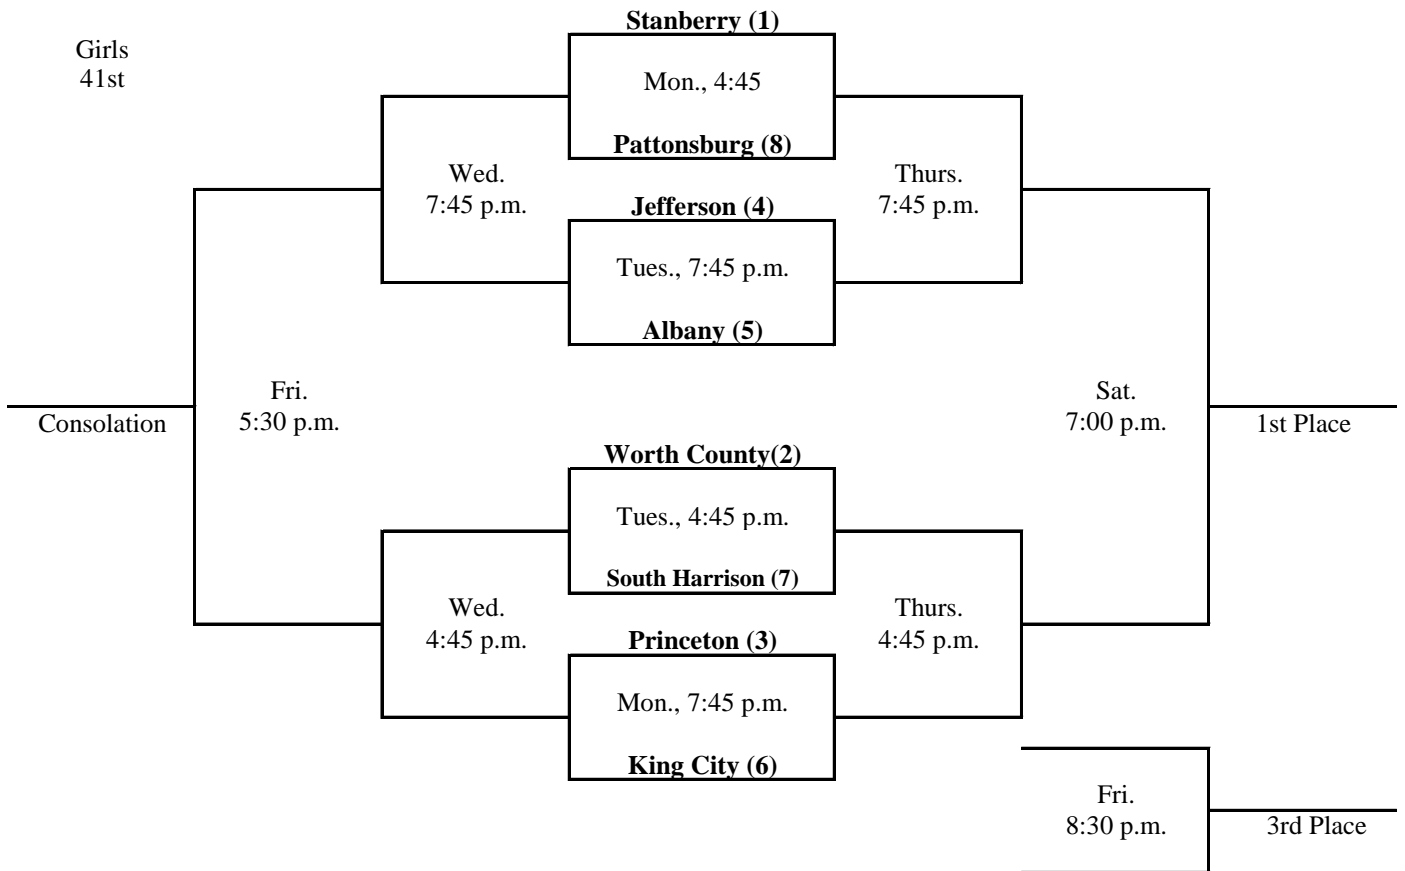 Girls
41st
Stanberry (1)
Mon., 4:45
Pattonsburg (8)
Wed.
7:45 p.m.
Thurs.
7:45 p.m.
Jefferson (4)
Tues., 7:45 p.m.
Albany (5)
Fri.
5:30 p.m.
Consolation
Sat.
7:00 p.m.
1st Place
Worth County(2)
Tues., 4:45 p.m.
South Harrison (7)
Wed.
4:45 p.m.
Thurs.
4:45 p.m.
Princeton (3)
Mon., 7:45 p.m.
King City (6)
Fri.
8:30 p.m.
3rd Place